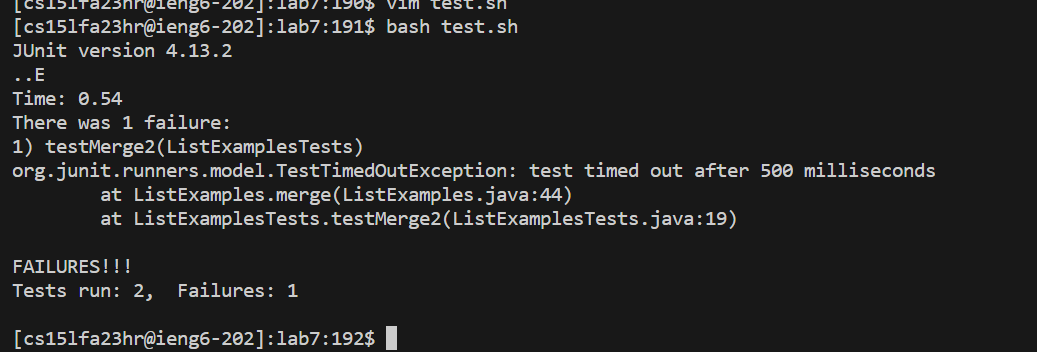 [cs15lfa23hr@ieng6-202]:lab7:190$ vim test.sh
[cs15lfa23hr@ieng6-202]:lab7:191$ bash test.sh
JUnit version 4.13.2
..E
Time: 0.54
There was 1 failure:
1) testMerge2(ListExamplesTests)
org.junit.runners.model.TestTimedOutException: test timed out after 500 milliseconds
        at ListExamples.merge(ListExamples.java:44)
        at ListExamplesTests.testMerge2(ListExamplesTests.java:19)

FAILURES!!!
Tests run: 2,  Failures: 1

[cs15lfa23hr@ieng6-202]:lab7:192$